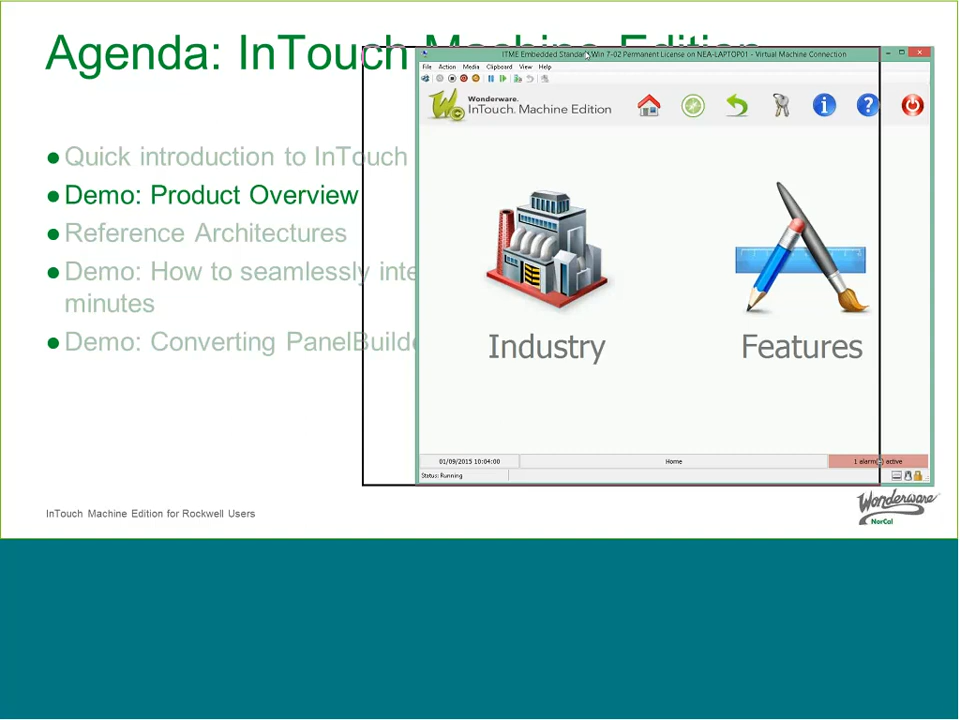 Agenda: InTouch Machine Edition
ITME Embedded Standard Win 7-02 Permanent License on NEA-LAPTOP01 - Virtual Machine Connection
File Action Media Clipboard View Help
Wonderware.
InTouch. Machine Edition
Quick introduction to InTouch
Demo: Product Overview
Reference Architectures
Demo: How to seamlessly inte
minutes
Demo: Converting PanelBuilde
Industry
Features
01/09/2015 10:04:00
Home
1 alarm active
Status: Running
InTouch Machine Edition for Rockwell Users
Wonderware
NorCal